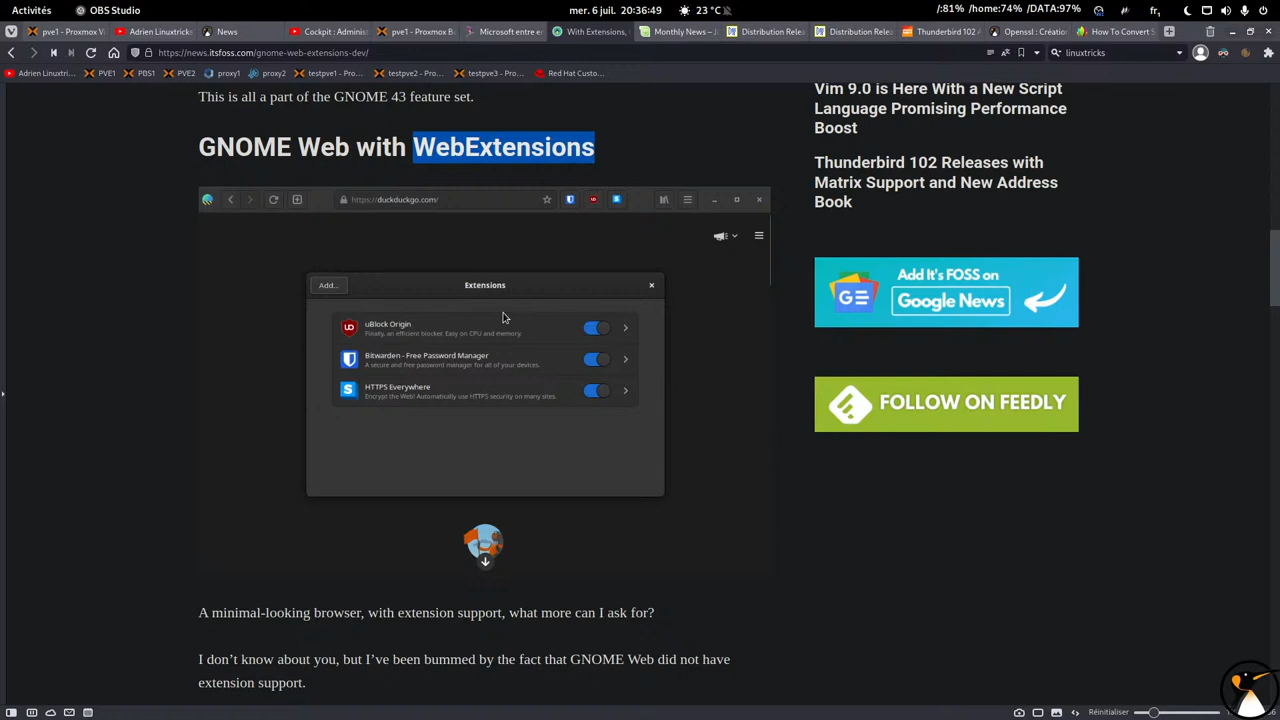 Activités
OBS Studio
mer. 6 juil. 20:36:49
23 °C
/:81% /home:74% /DATA:97%
fr₁
pve1 - Proxmox Vi
Adrien Linuxtricks
News
Cockpit : Administ
pve1 - Proxmox B
Microsoft entre e
With Extensions,
Monthly News – J
Distribution Relea
Distribution Relea
Thunderbird 102
Openssl : Création
How To Convert S
https://news.itsfoss.com/gnome-web-extensions-dev/
linuxtricks
Adrien Linuxtri...
PVE1
PBS1
PVE2
proxy1
proxy2
testpve1 - Pro...
testpve2 - Pro...
testpve3 - Pro...
Red Hat Custo...
This is all a part of the GNOME 43 feature set.
GNOME Web with WebExtensions
https://duckduckgo.com/
Add...
Extensions
uBlock Origin
Finally, an efficient blocker. Easy on CPU and memory.
Bitwarden - Free Password Manager
A secure and free password manager for all of your devices.
HTTPS Everywhere
Encrypt the Web! Automatically use HTTPS security on many sites.
A minimal-looking browser, with extension support, what more can I ask for?
I don’t know about you, but I’ve been bummed by the fact that GNOME Web did not have
extension support.
Vim 9.0 is Here With a New Script
Language Promising Performance
Boost
Thunderbird 102 Releases with
Matrix Support and New Address
Book
Add It's FOSS on
Google News
FOLLOW ON FEEDLY
Réinitialiser